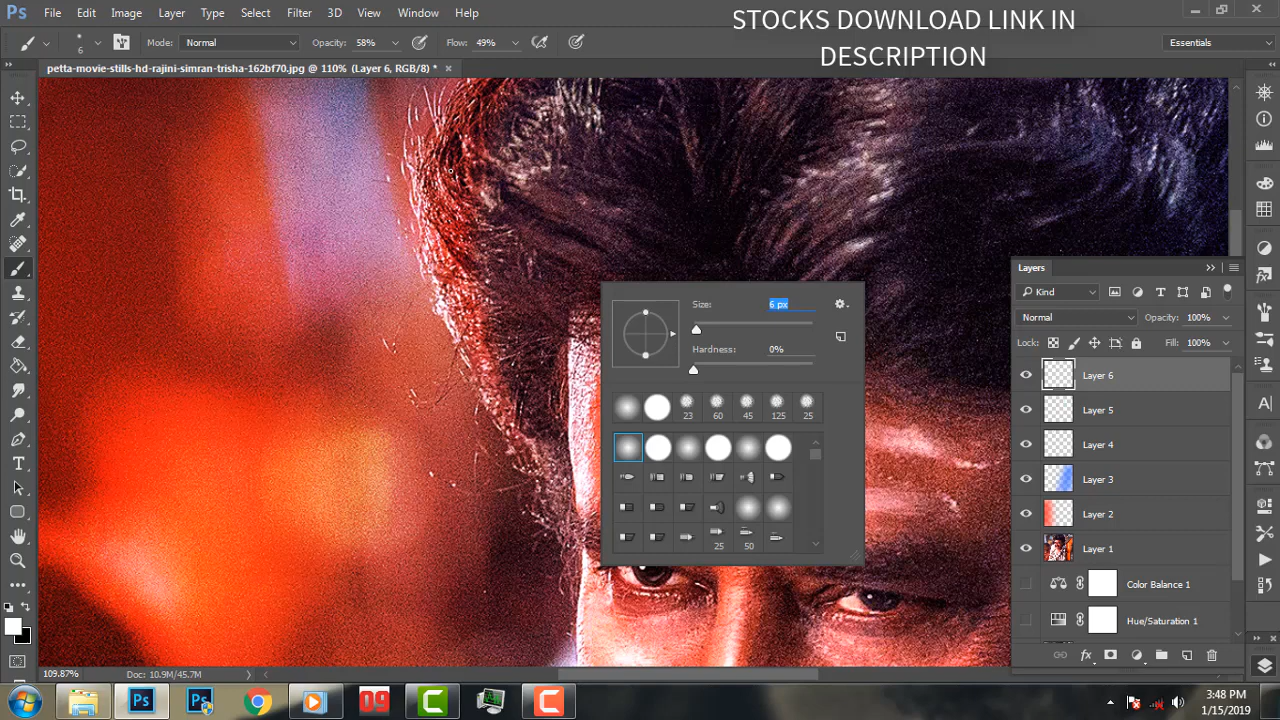 Ps File Edit Image Layer Type Select Filter 3D View Window Help
STOCKS DOWNLOAD LINK IN
DESCRIPTION
6 Mode: Normal Opacity: 58% Flow: 49% Essentials
petta-movie-stills-hd-rajini-simran-trisha-162bf70.jpg @ 110% (Layer 6, RGB/8) *
Layers
Kind
Normal Opacity: 100%
Lock: Fill: 100%
Layer 6
Layer 5
Layer 4
Layer 3
Layer 2
Layer 1
Color Balance 1
Hue/Saturation 1
Size: 6 px
Hardness: 0%
23 60 45 125 25
25 50
109.87% Doc: 10.9M/45.7M
Ps Ps 09 C C
3:48 PM
1/15/2019